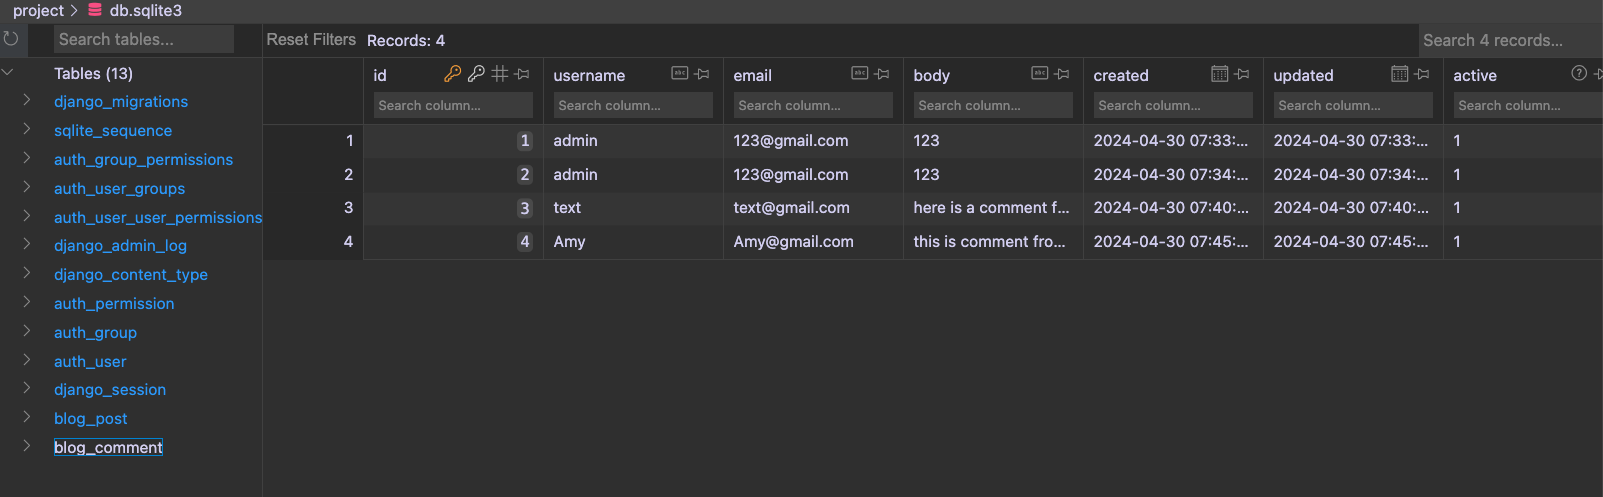 project > db.sqlite3
Search tables... Reset Filters Records: 4 Search 4 records...
Tables (13)
django_migrations
sqlite_sequence
auth_group_permissions
auth_user_groups
auth_user_user_permissions
django_admin_log
django_content_type
auth_permission
auth_group
auth_user
django_session
blog_post
blog_comment
id username email body created updated active
Search column... Search column... Search column... Search column... Search column... Search column... Search column...
1 1 admin 123@gmail.com 123 2024-04-30 07:33:... 2024-04-30 07:33:... 1
2 2 admin 123@gmail.com 123 2024-04-30 07:34:... 2024-04-30 07:34:... 1
3 3 text text@gmail.com here is a comment f... 2024-04-30 07:40:... 2024-04-30 07:40:... 1
4 4 Amy Amy@gmail.com this is comment fro... 2024-04-30 07:45:... 2024-04-30 07:45:... 1